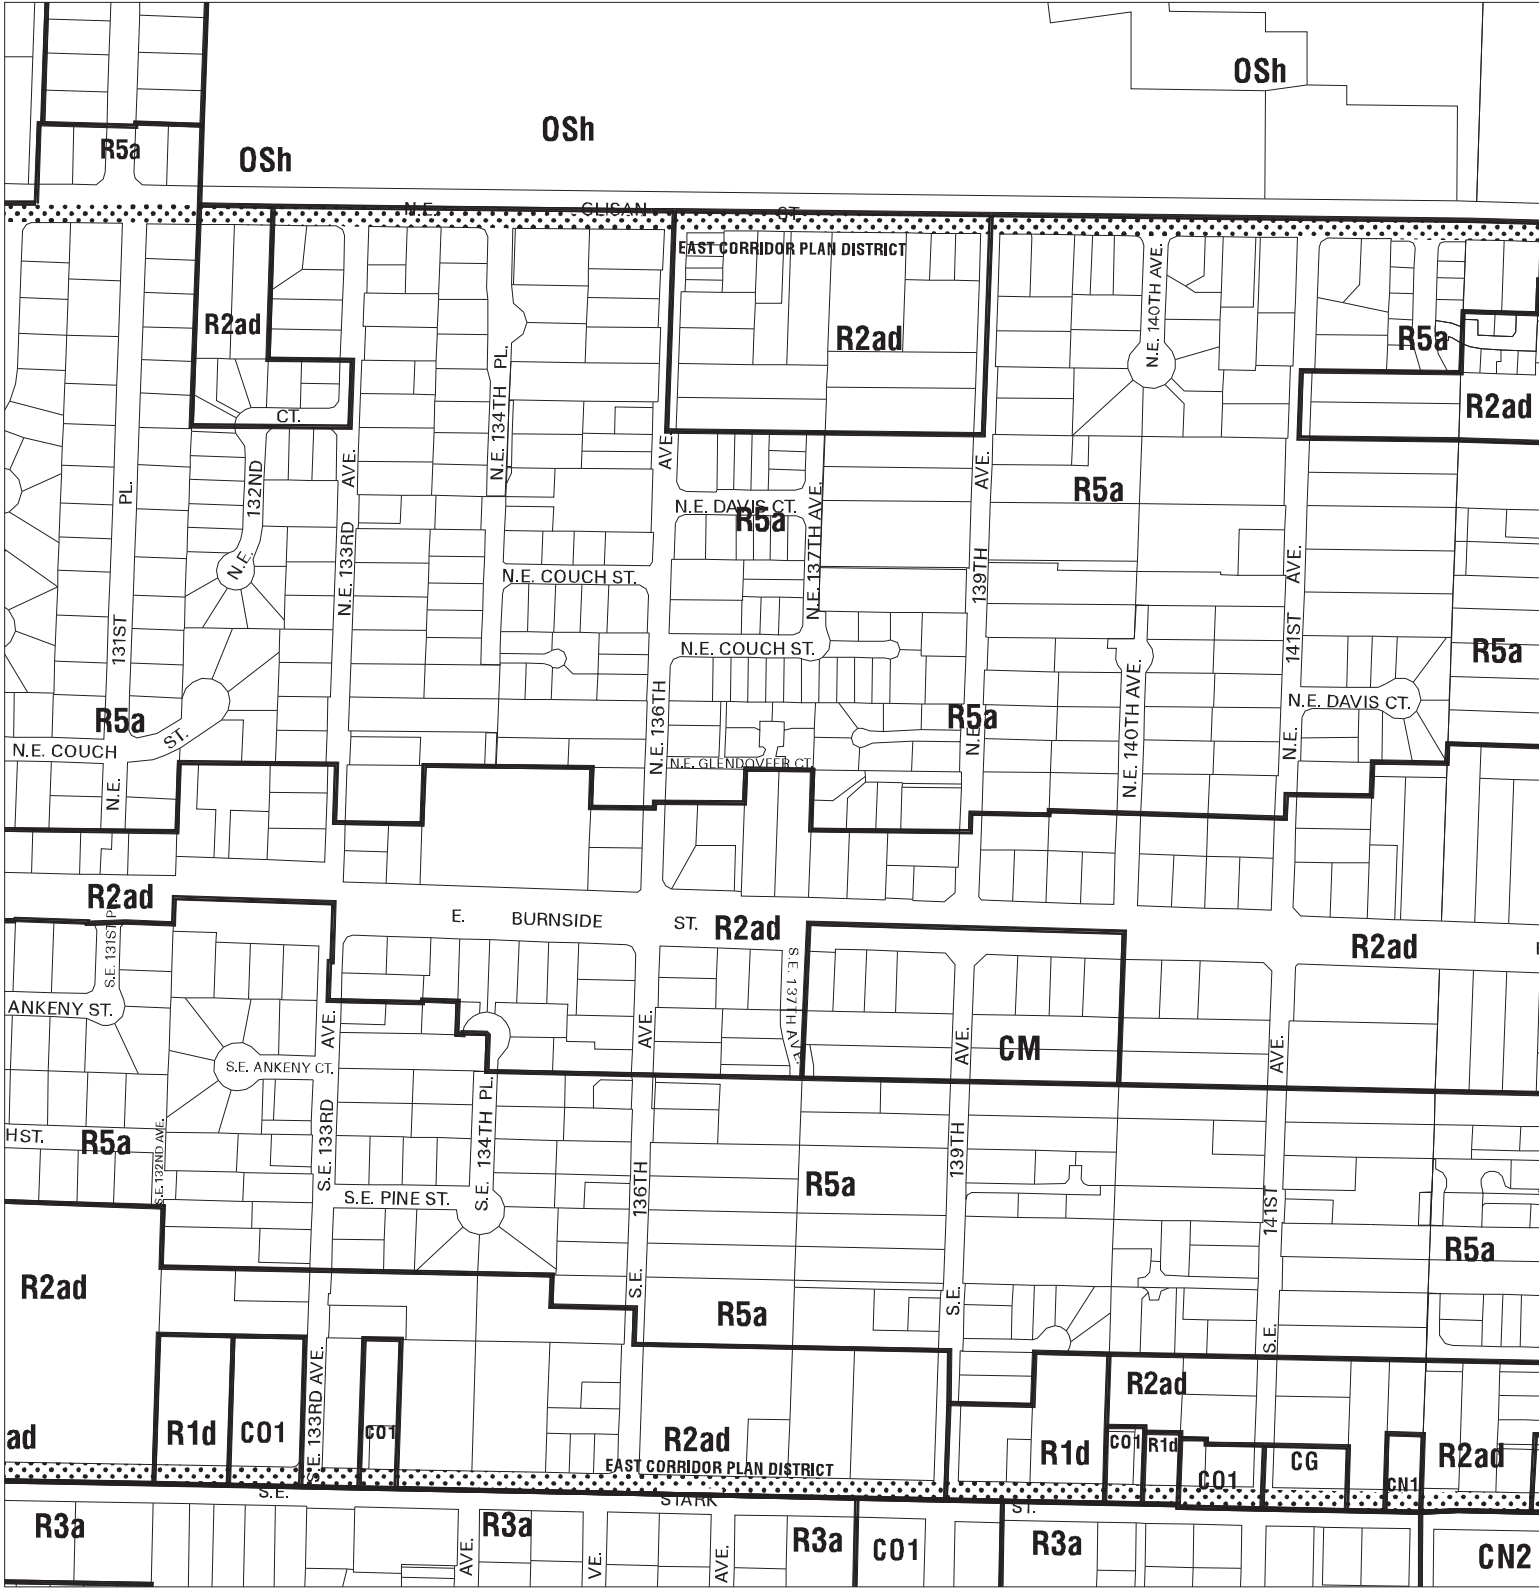 OSh
OSh
R5a
OSh
N.E. GLISAN ST.
EAST CORRIDOR PLAN DISTRICT
R2ad
R2ad
R5a
N.E. 140TH AVE.
N.E. 134TH PL.
R2ad
CT.
AVE.
AVE.
AVE.
132ND
N.E.
PL.
131ST
N.E.
R5a
N.E. DAVIS CT.
R5a
N.E. 137TH AVE.
N.E. 133RD
139TH
N.E.
AVE.
141ST
N.E.
N.E. COUCH ST.
N.E. COUCH ST.
R5a
N.E. 136TH
N.E. DAVIS CT.
R5a
R5a
N.E. COUCH
ST.
N.E. 140TH AVE.
N.E. GLENDOVEER CT.
R2ad
E. BURNSIDE ST.
R2ad
R2ad
S.E. 131ST P
S.E. 137TH AVE.
ANKENY ST.
AVE.
AVE.
AVE.
AVE.
CM
S.E. ANKENY CT.
S.E. 134TH PL.
S.E. 133RD
HST.
R5a
S.E. 132ND AVE.
139TH
136TH
R5a
S.E. PINE ST.
141ST
R5a
R2ad
S.E.
S.E.
R5a
S.E.
S.E. 133RD AVE.
R2ad
ad
R1d
CO1
CO1
R2ad
R1d
CO1
R1d
CO1
CG
CN1
R2ad
EAST CORRIDOR PLAN DISTRICT
S.E. STARK ST.
R3a
R3a
R3a
CO1
R3a
CN2
AVE.
VE.
AVE.